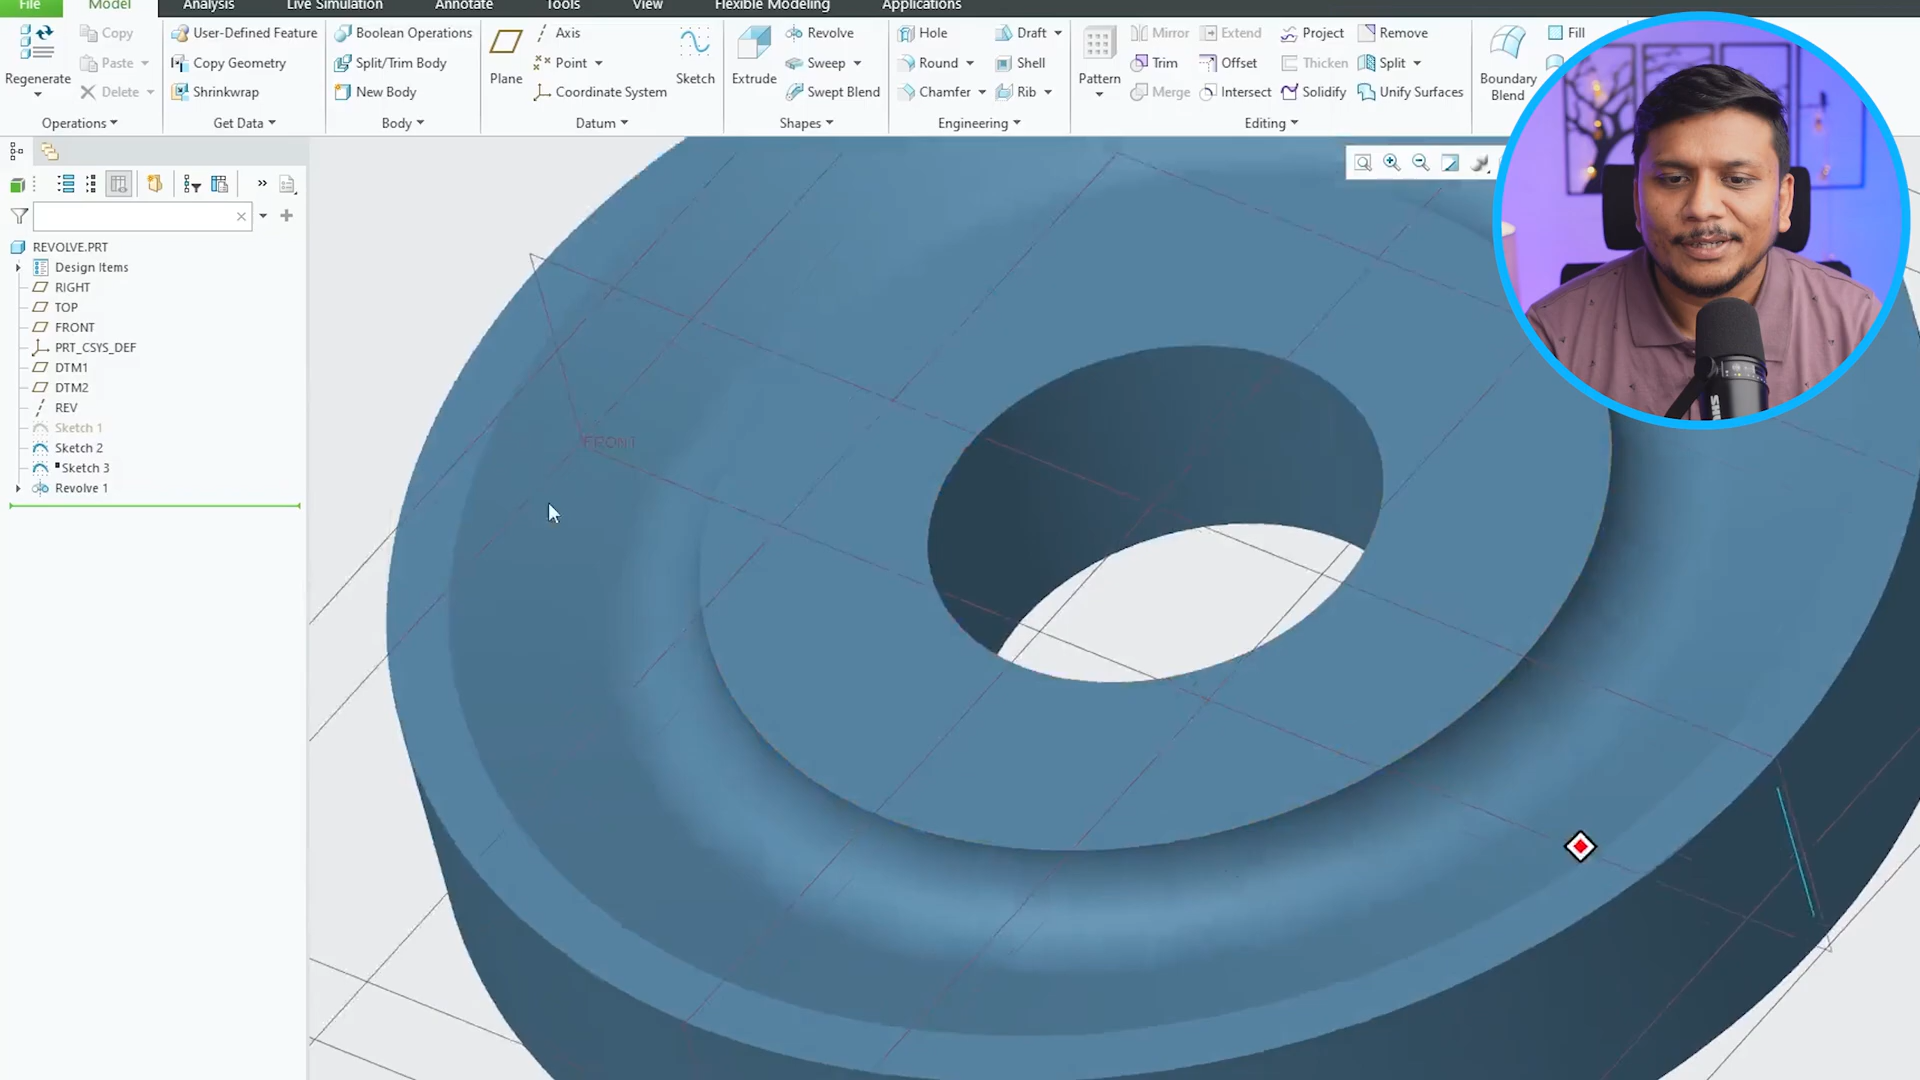 File Model Analysis Live Simulation Annotate Tools View Flexible Modeling Applications
Regenerate
Copy
Paste
Delete
Operations
User-Defined Feature
Copy Geometry
Shrinkwrap
Get Data
Boolean Operations
Split/Trim Body
New Body
Body
Plane
Axis
Point
Coordinate System
Sketch
Datum
Extrude
Revolve
Sweep
Swept Blend
Shapes
Hole
Round
Chamfer
Draft
Shell
Rib
Engineering
Pattern
Mirror
Trim
Merge
Extend
Offset
Intersect
Project
Thicken
Solidify
Remove
Split
Unify Surfaces
Editing
Boundary
Blend
Fill
REVOLVE.PRT
Design Items
RIGHT
TOP
FRONT
PRT_CSYS_DEF
DTM1
DTM2
REV
Sketch 1
Sketch 2
Sketch 3
Revolve 1
FRONT